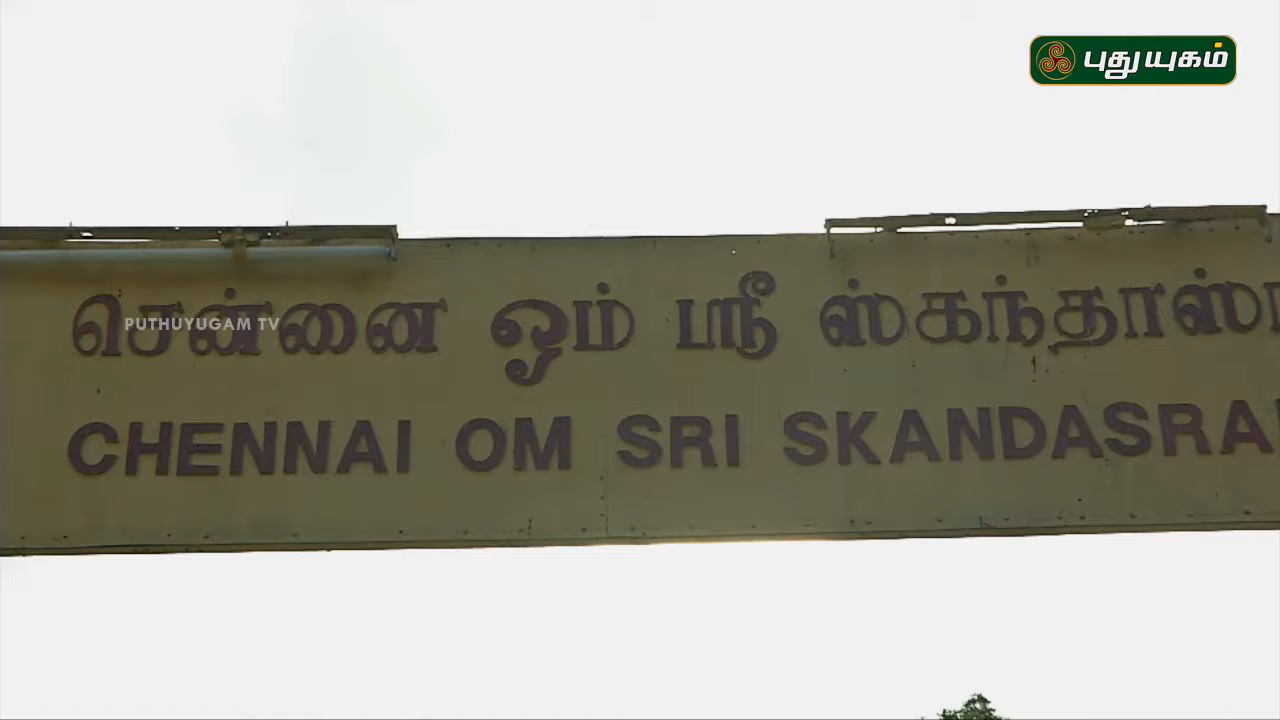 புதுயுகம்
சென்னை ஓம் ஸ்ரீ ஸ்கந்தாஸ்
PUTHUYUGAM TV
CHENNAI OM SRI SKANDASRA